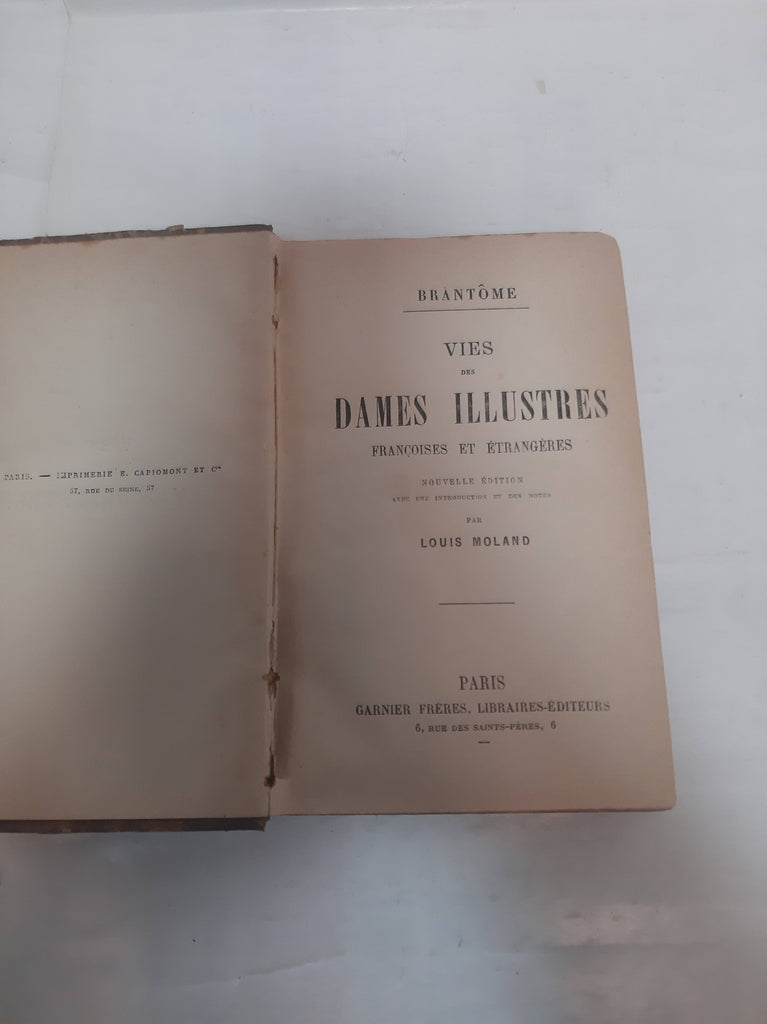 PARIS. — IMPRIMERIE E. CAPIOMONT ET Cie
57, RUE DU SEINE, 57
BRANTÔME
VIES
DES
DAMES ILLUSTRES
FRANÇOISES ET ÉTRANGÈRES
NOUVELLE ÉDITION
AVEC UNE INTRODUCTION ET DES NOTES
PAR
LOUIS MOLAND
PARIS
GARNIER FRÈRES, LIBRAIRES-ÉDITEURS
6, RUE DES SAINTS-PÈRES, 6